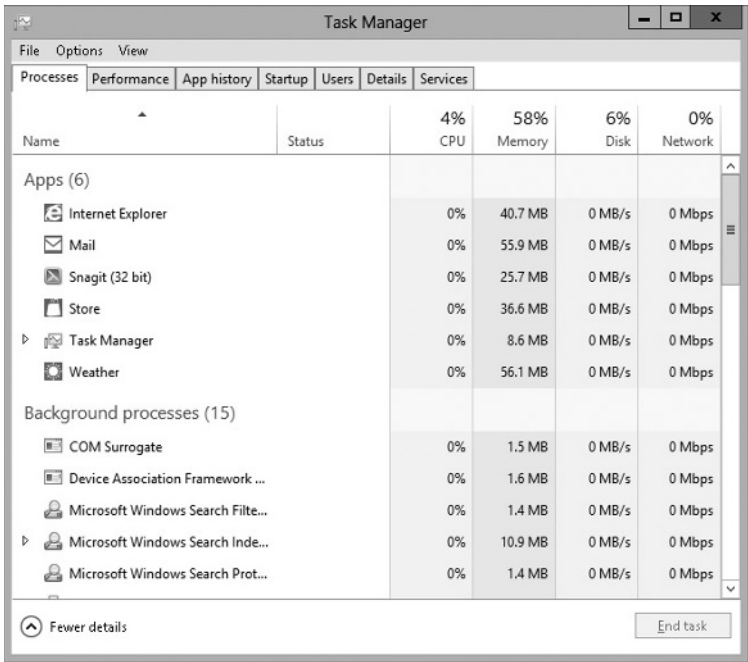 Task Manager
File Options View
Processes Performance App history Startup Users Details Services
4% 58% 6% 0%
Name Status CPU Memory Disk Network
Apps (6)
Internet Explorer 0% 40.7 MB 0 MB/s 0 Mbps
Mail 0% 55.9 MB 0 MB/s 0 Mbps
Snagit (32 bit) 0% 25.7 MB 0 MB/s 0 Mbps
Store 0% 36.6 MB 0 MB/s 0 Mbps
Task Manager 0% 8.6 MB 0 MB/s 0 Mbps
Weather 0% 56.1 MB 0 MB/s 0 Mbps
Background processes (15)
COM Surrogate 0% 1.5 MB 0 MB/s 0 Mbps
Device Association Framework ... 0% 1.6 MB 0 MB/s 0 Mbps
Microsoft Windows Search Filte... 0% 1.4 MB 0 MB/s 0 Mbps
Microsoft Windows Search Inde... 0% 10.9 MB 0 MB/s 0 Mbps
Microsoft Windows Search Prot... 0% 1.4 MB 0 MB/s 0 Mbps
Fewer details End task